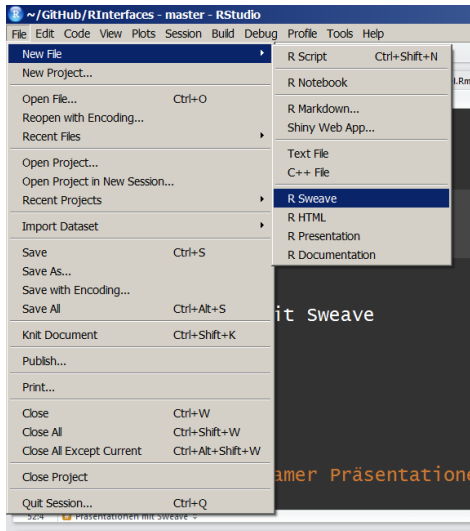 ~/GitHub/RInterfaces - master - RStudio
File Edit Code View Plots Session Build Debug Profile Tools Help
New File
New Project...
Open File... Ctrl+O
Reopen with Encoding...
Recent Files
Open Project...
Open Project in New Session...
Recent Projects
Import Dataset
Save Ctrl+S
Save As...
Save with Encoding...
Save All Ctrl+Alt+S
Knit Document Ctrl+Shift+K
Publish...
Print...
Close Ctrl+W
Close All Ctrl+Shift+W
Close All Except Current Ctrl+Alt+Shift+W
Close Project
Quit Session... Ctrl+Q
R Script Ctrl+Shift+N
R Notebook
R Markdown...
Shiny Web App...
Text File
C++ File
R Sweave
R HTML
R Presentation
R Documentation
l.Rm
it Sweave
amer Präsentatione
52:4 Präsentationen mit Sweave